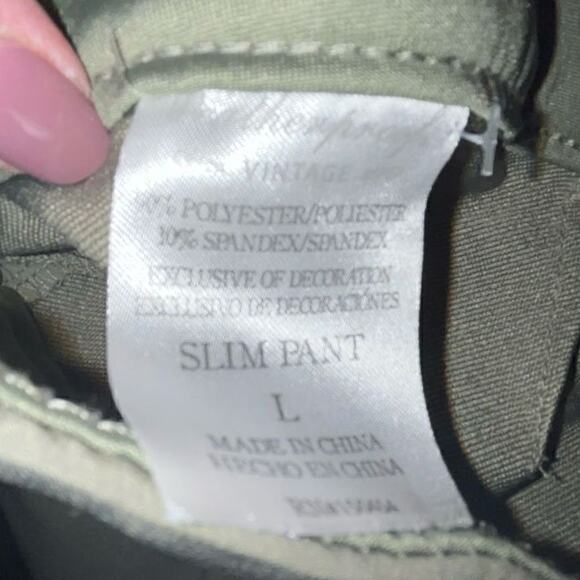 VINTAGE
90% POLYESTER/POLIESTER
10% SPANDEX/SPANDEX
EXCLUSIVE OF DECORATION
EXCLUSIVO DE DECORACIÓNES
SLIM PANT
L
MADE IN CHINA
HECHO EN CHINA